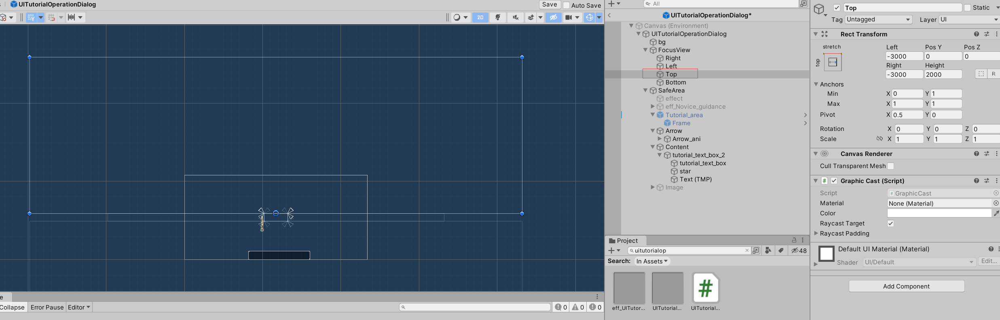 s
UITutorialOperationDialog
Save
Auto Save
2D
Collapse
Error Pause
Editor
0
0
0
e
All
UITutorialOperationDialog*
Canvas (Environment)
UITutorialOperationDialog
bg
FocusView
Right
Left
Top
Bottom
SafeArea
effect
eff_Novice_guidance
Tutorial_area
Frame
Arrow
Arrow_ani
Content
tutorial_text_box_2
tutorial_text_box
star
Text (TMP)
Image
Project
uitutorialop
48
Search:
In Assets
eff_UITutor...
UITutorial...
UITutorial...
Top
Static
Tag
Untagged
Layer
UI
Rect Transform
stretch
top
Left
Pos Y
Pos Z
-3000
0
0
Right
Height
-3000
2000
R
Anchors
Min
X
0
Y
1
Max
X
1
Y
1
Pivot
X
0.5
Y
0
Rotation
X
0
Y
0
Z
0
Scale
X
1
Y
1
Z
1
Canvas Renderer
Cull Transparent Mesh
Graphic Cast (Script)
Script
GraphicCast
Material
None (Material)
Color
Raycast Target
Raycast Padding
Default UI Material (Material)
Shader
UI/Default
Edit...
Add Component